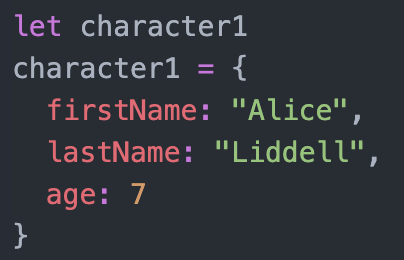 let character1
character1 = {
  firstName: "Alice",
  lastName: "Liddell",
  age: 7
}